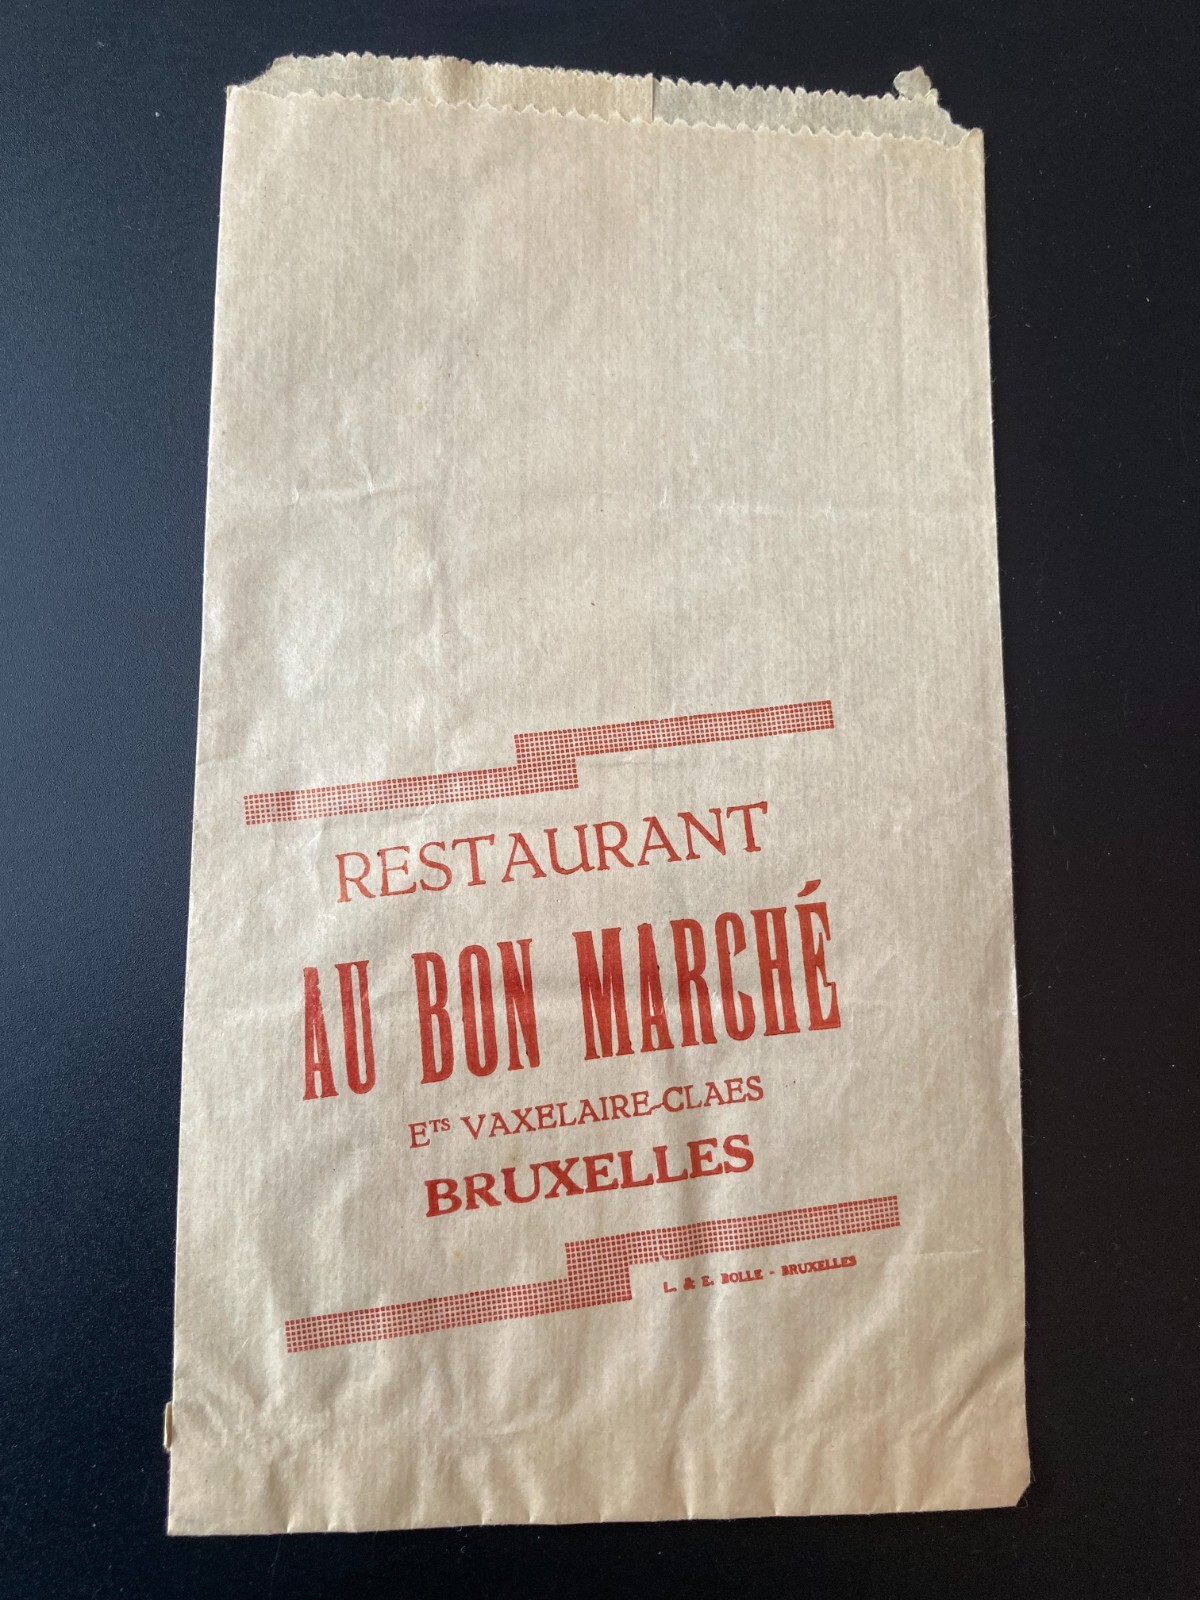 RESTAURANT
AU BON MARCHÉ
ETS VAXELAIRE-CLAES
BRUXELLES
L. & E. BOLLE - BRUXELLES